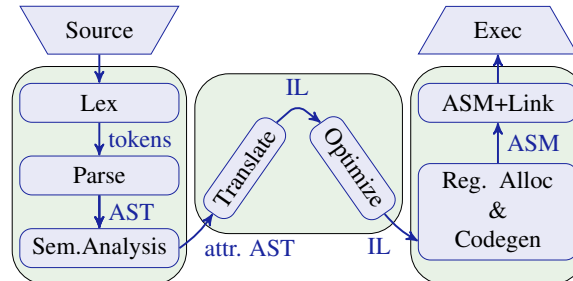 Source
Lex
tokens
Parse
AST
Sem.Analysis
attr. AST
Translate
IL
Optimize
IL
Reg. Alloc
&
Codegen
ASM
ASM+Link
Exec